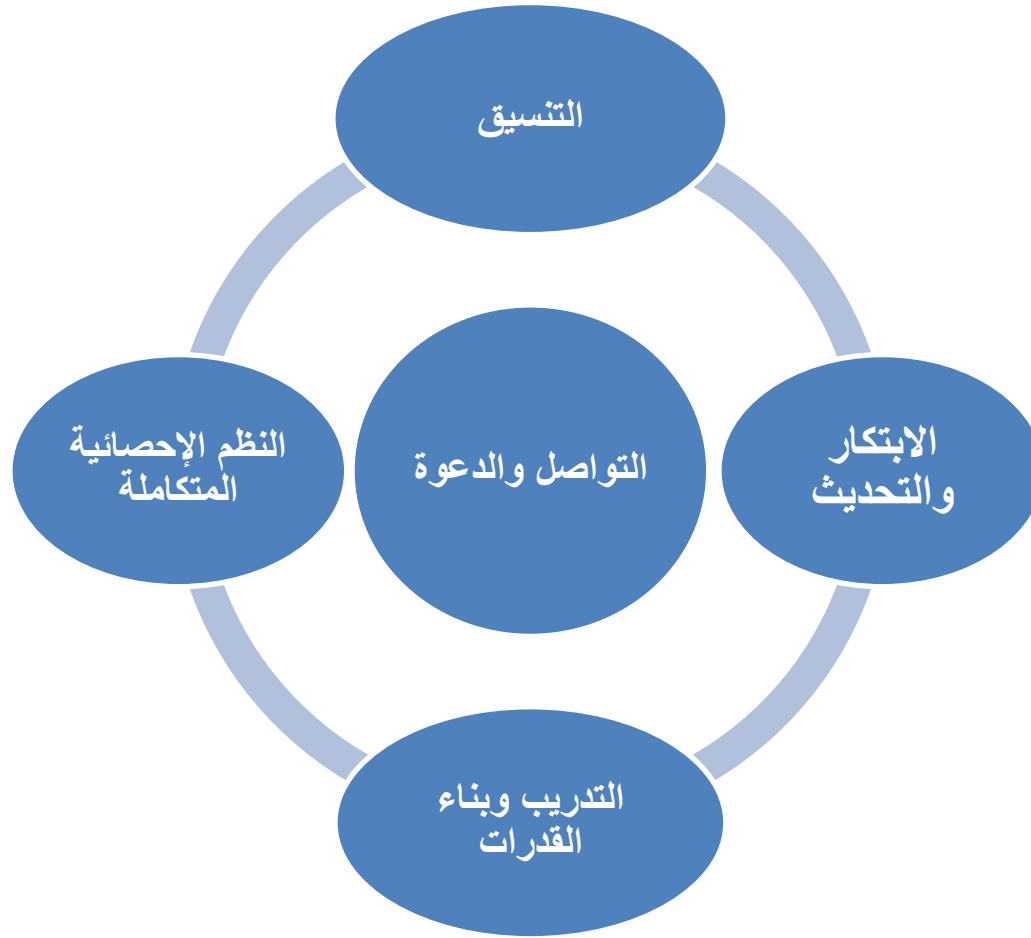 التنسيق
الابتكار
والتحديث
التواصل والدعوة
النظم الإحصائية
المتكاملة
التدريب وبناء
القدرات